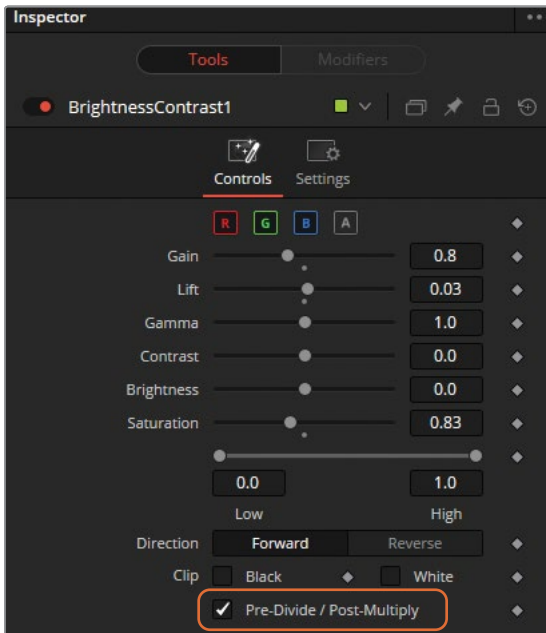 Inspector
Tools Modifiers
BrightnessContrast1
Controls Settings
R G B A
Gain 0.8
Lift 0.03
Gamma 1.0
Contrast 0.0
Brightness 0.0
Saturation 0.83
0.0 1.0
Low High
Direction Forward Reverse
Clip Black White
Pre-Divide / Post-Multiply